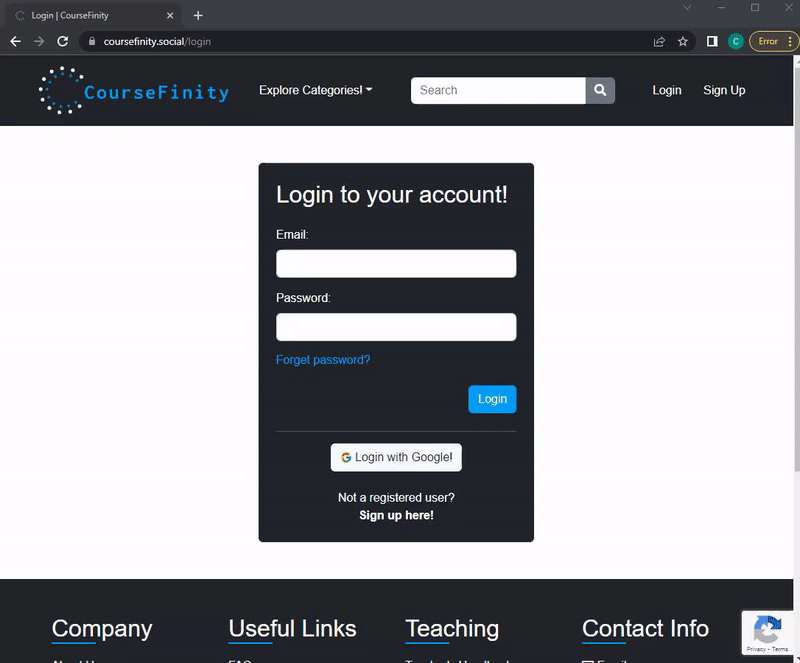 Login | CourseFinity
coursefinity.social/login
Error
CourseFinity
Explore Categories!
Search
Login
Sign Up
Login to your account!
Email:
Password:
Forget password?
Login
G Login with Google!
Not a registered user?
Sign up here!
Company
Useful Links
Teaching
Contact Info
Privacy - Terms